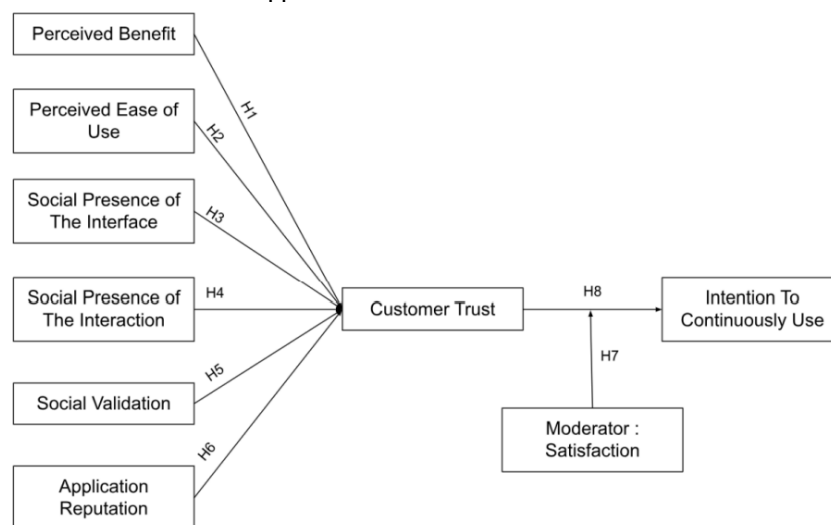 Perceived Benefit
H1
Perceived Ease of
Use
H2
Social Presence of
The Interface
H3
Social Presence of
The Interaction
H4
Customer Trust
H8
Intention To
Continuously Use
H7
H5
Social Validation
Moderator :
Satisfaction
H6
Application
Reputation